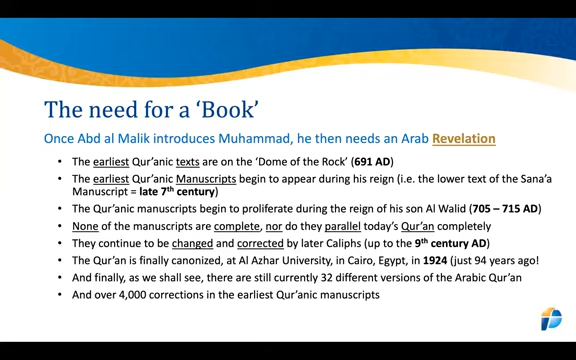 The need for a ‘Book’
Once Abd al Malik introduces Muhammad, he then needs an Arab Revelation
• The earliest Qur’anic texts are on the ‘Dome of the Rock’ (691 AD)
• The earliest Qur’anic Manuscripts begin to appear during his reign (i.e. the lower text of the Sana’a
Manuscript = late 7th century)
• The Qur’anic manuscripts begin to proliferate during the reign of his son Al Walid (705 – 715 AD)
• None of the manuscripts are complete, nor do they parallel today’s Qur’an completely
• They continue to be changed and corrected by later Caliphs (up to the 9th century AD)
• The Qur’an is finally canonized, at Al Azhar University, in Cairo, Egypt, in 1924 (just 94 years ago!
• And finally, as we shall see, there are still currently 32 different versions of the Arabic Qur’an
• And over 4,000 corrections in the earliest Qur’anic manuscripts